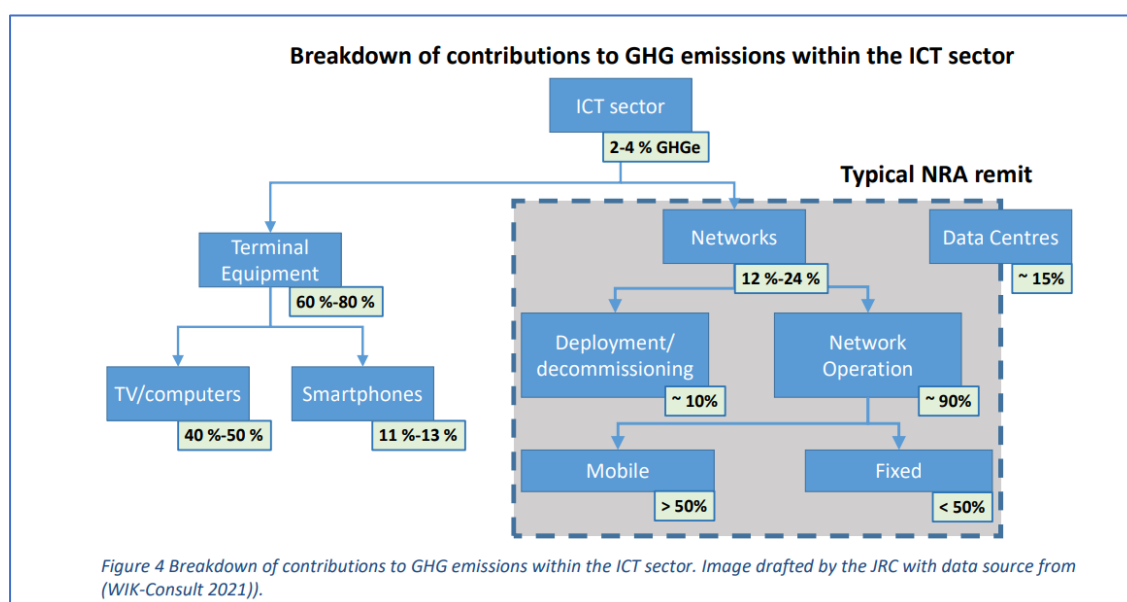 Breakdown of contributions to GHG emissions within the ICT sector
ICT sector
2-4 % GHGe
Typical NRA remit
Terminal
Equipment
60 %-80 %
Networks
12 %-24 %
Data Centres
~ 15%
TV/computers
40 %-50 %
Smartphones
11 %-13 %
Deployment/
decommissioning
~ 10%
Network
Operation
~ 90%
Mobile
> 50%
Fixed
< 50%
Figure 4 Breakdown of contributions to GHG emissions within the ICT sector. Image drafted by the JRC with data source from
(WIK-Consult 2021)).